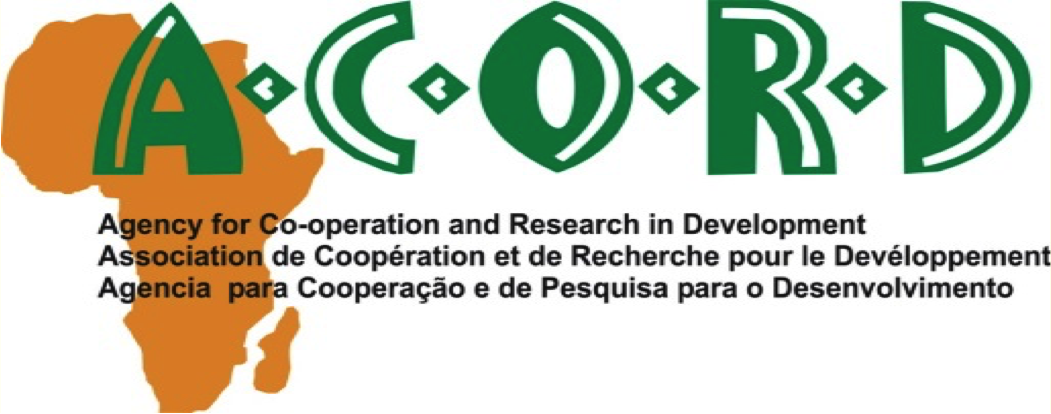 A·C·O·R·D
Agency for Co-operation and Research in Development
Association de Coopération et de Recherche pour le Devéloppement
Agencia para Cooperação e de Pesquisa para o Desenvolvimento